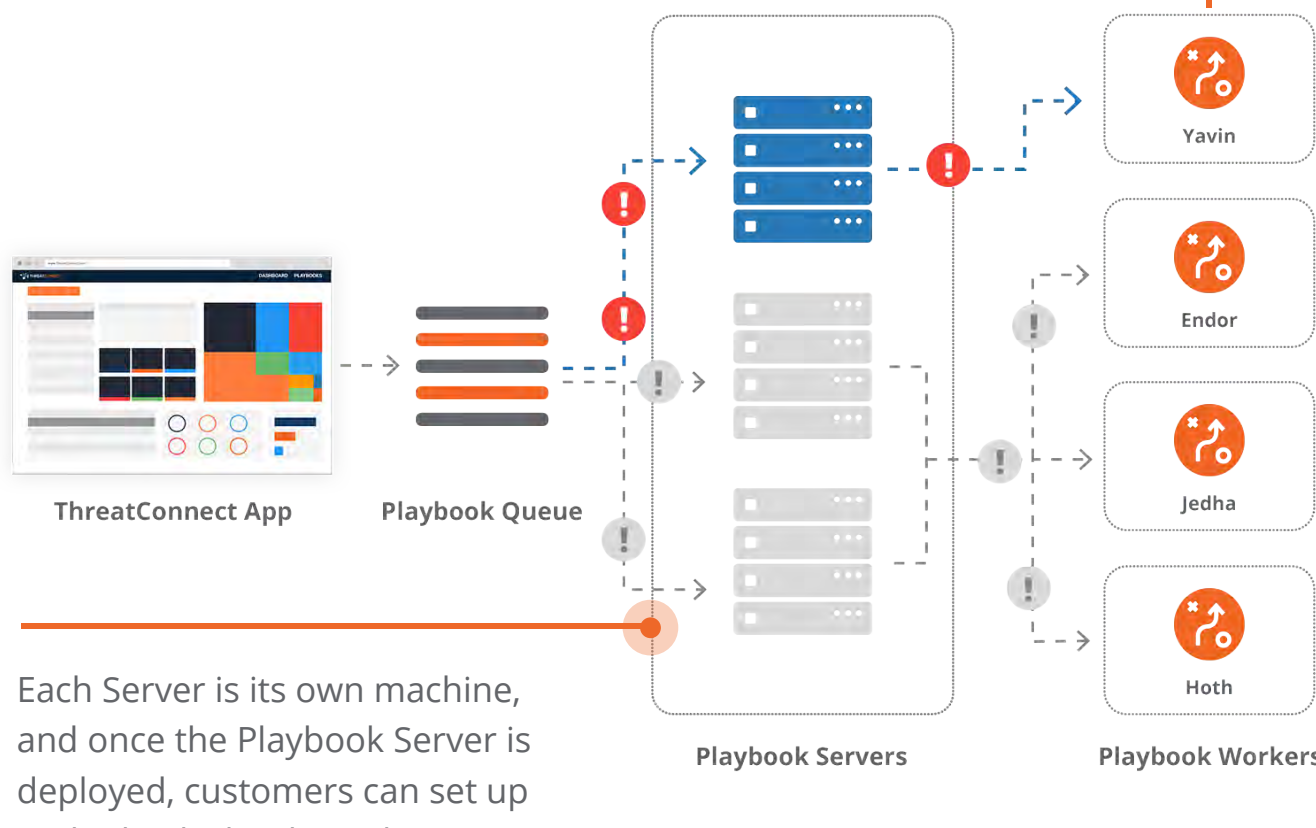 DASHBOARD PLAYBOOKS
ThreatConnect App
Playbook Queue
Playbook Servers
Yavin
Endor
Jedha
Hoth
Playbook Workers
Each Server is its own machine,
and once the Playbook Server is
deployed, customers can set up